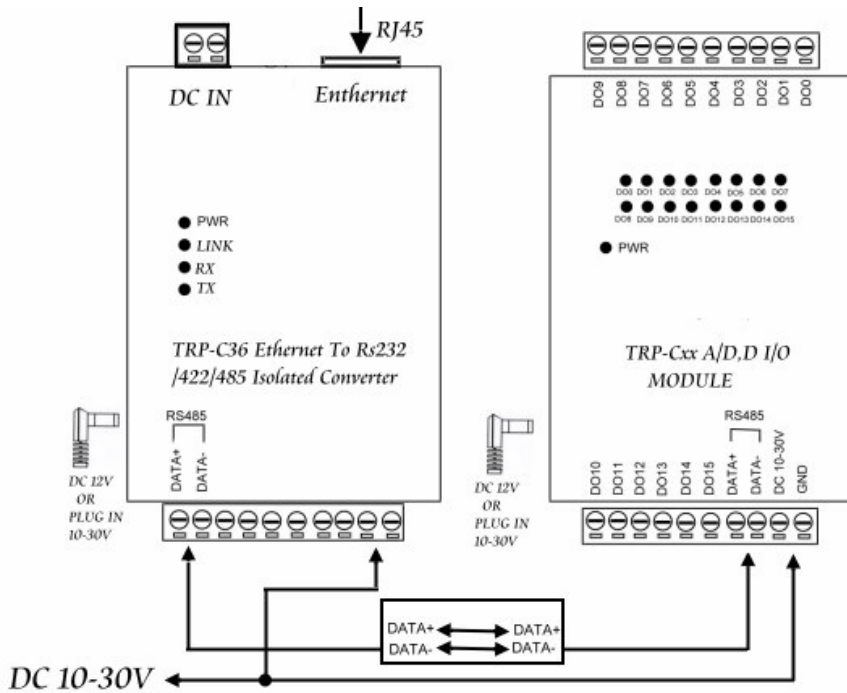 RJ45
DC IN
Enthernet
PWR
LINK
RX
TX
TRP-C36 Ethernet To Rs232
/422/485 Isolated Converter
RS485
DATA+
DATA-
DC 12V
OR
PLUG IN
10-30V
DO9
DO8
DO7
DO6
DO5
DO4
DO3
DO2
DO1
DO0
DO0 DO1 DO2 DO3 DO4 DO5 DO6 DO7
DO8 DO9 DO10 DO11 DO12 DO13 DO14 DO15
PWR
TRP-Cxx A/D,D I/O
MODULE
RS485
DO10
DO11
DO12
DO13
DO14
DO15
DATA+
DATA-
DC 10-30V
GND
DC 12V
OR
PLUG IN
10-30V
DATA+ DATA+
DATA- DATA-
DC 10-30V